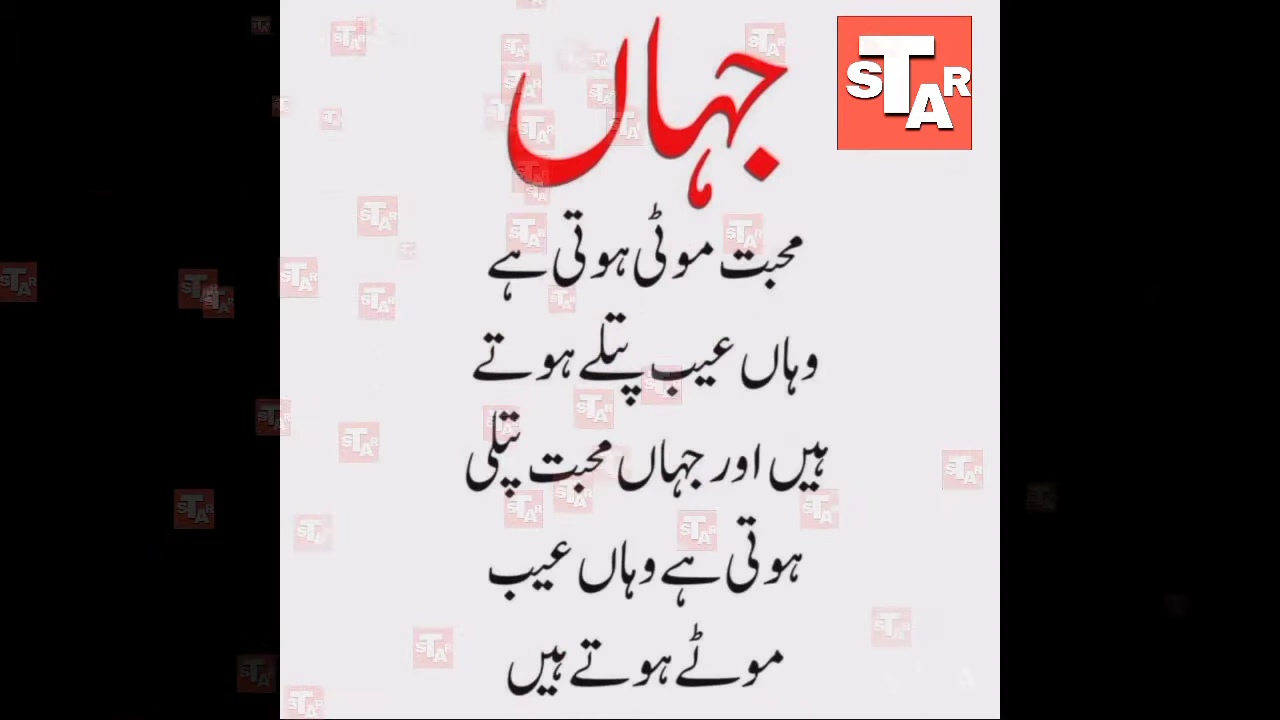 جہاں
محبت موٹی ہوتی ہے
وہاں عیب پتلے ہوتے
ہیں اور جہاں محبت پتلی
ہوتی ہے وہاں عیب
موٹے ہوتے ہیں
STAR